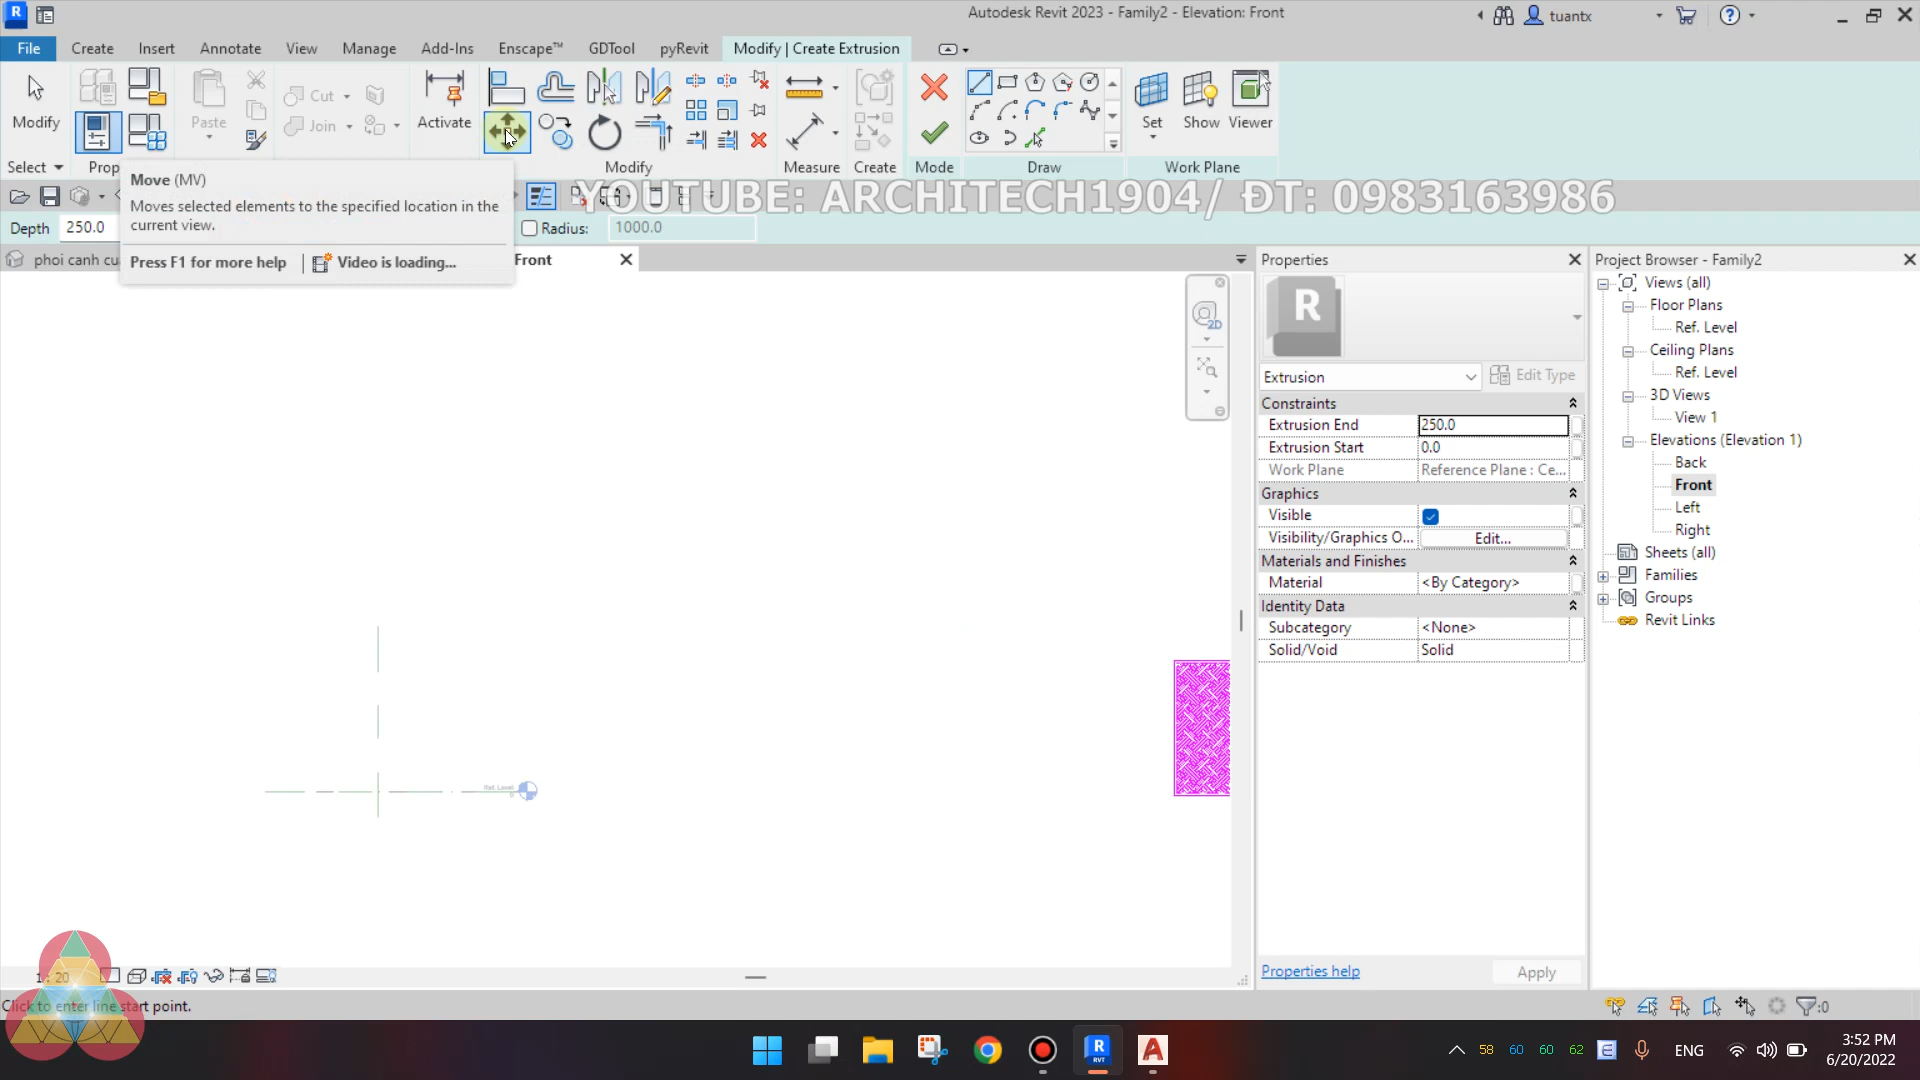 Autodesk Revit 2023 - Family2 - Elevation: Front
tuantx
File Create Insert Annotate View Manage Add-Ins Enscape™ GDTool pyRevit Modify | Create Extrusion
Modify
Paste
Cut
Join
Activate
Set Show Viewer
Select Prop Modify Measure Create Mode Draw Work Plane
Move (MV)
Moves selected elements to the specified location in the
current view.
Press F1 for more help Video is loading...
YOUTUBE: ARCHITECH1904/ ĐT: 0983163986
Depth 250.0 Radius: 1000.0
phoi canh cu Front
Properties
Project Browser - Family2
R
2D
Extrusion Edit Type
Constraints
Extrusion End 250.0
Extrusion Start 0.0
Work Plane Reference Plane : Ce...
Graphics
Visible
Visibility/Graphics O... Edit...
Materials and Finishes
Material <By Category>
Identity Data
Subcategory <None>
Solid/Void Solid
Properties help Apply
Views (all)
Floor Plans
Ref. Level
Ceiling Plans
Ref. Level
3D Views
View 1
Elevations (Elevation 1)
Back
Front
Left
Right
Sheets (all)
Families
Groups
Revit Links
Ref. Level
0
Click to enter line start point.
:0
58 60 60 62 ENG
3:52 PM
6/20/2022